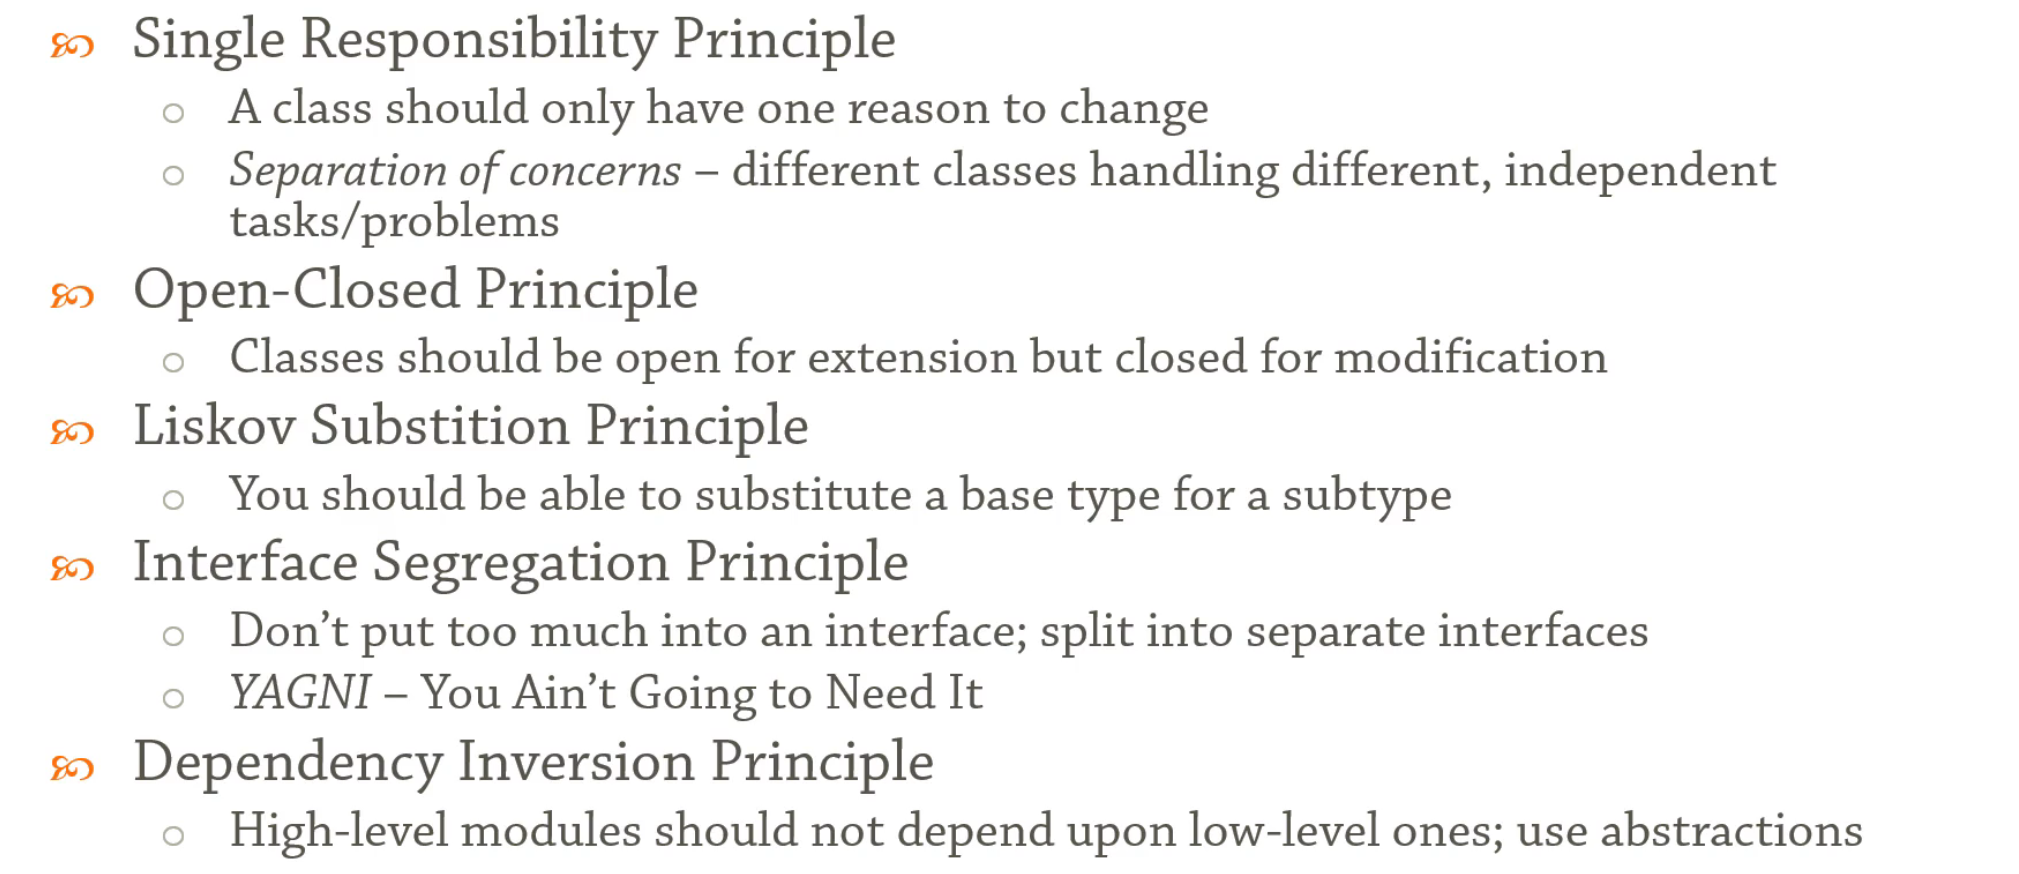 Single Responsibility Principle
A class should only have one reason to change
Separation of concerns – different classes handling different, independent
tasks/problems
Open-Closed Principle
Classes should be open for extension but closed for modification
Liskov Substition Principle
You should be able to substitute a base type for a subtype
Interface Segregation Principle
Don’t put too much into an interface; split into separate interfaces
YAGNI – You Ain’t Going to Need It
Dependency Inversion Principle
High-level modules should not depend upon low-level ones; use abstractions